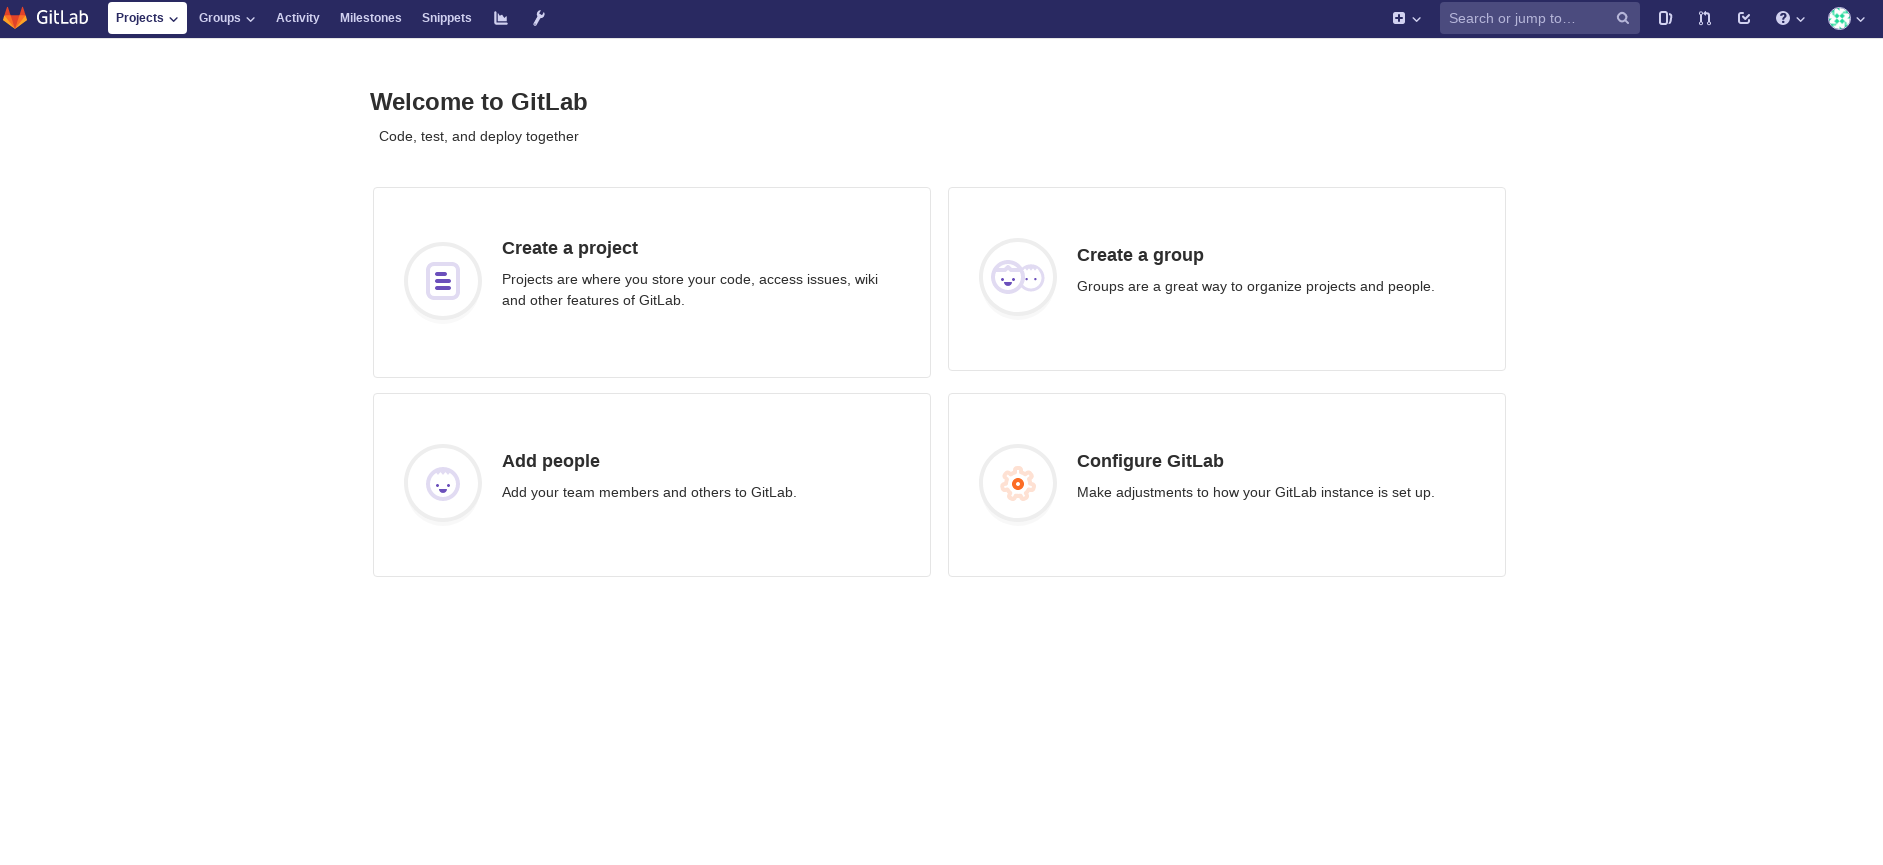 GitLab Projects Groups Activity Milestones Snippets Search or jump to...
Welcome to GitLab
Code, test, and deploy together
Create a project
Projects are where you store your code, access issues, wiki
and other features of GitLab.
Create a group
Groups are a great way to organize projects and people.
Add people
Add your team members and others to GitLab.
Configure GitLab
Make adjustments to how your GitLab instance is set up.